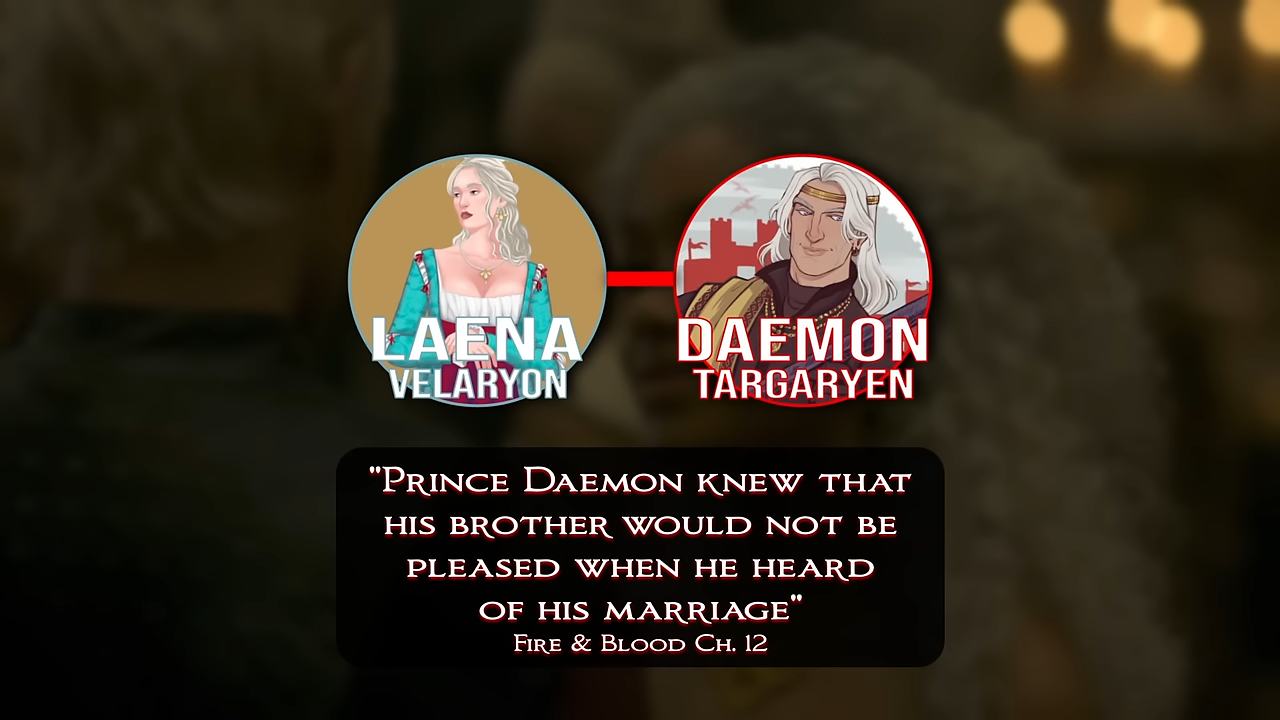 LAENA
VELARYON
DAEMON
TARGARYEN
"Prince Daemon knew that
his brother would not be
pleased when he heard
of his marriage"
Fire & Blood Ch. 12